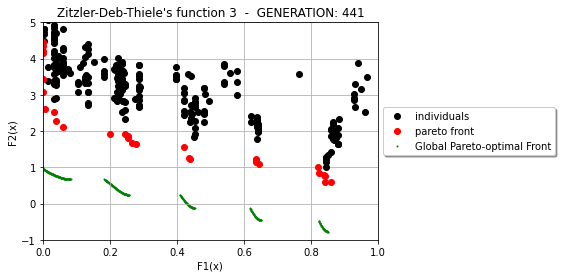 Zitzler-Deb-Thiele's function 3 - GENERATION: 441
5
4
3
2
1
0
-1
F2(x)
individuals
pareto front
Global Pareto-optimal Front
0.0 0.2 0.4 0.6 0.8 1.0
F1(x)